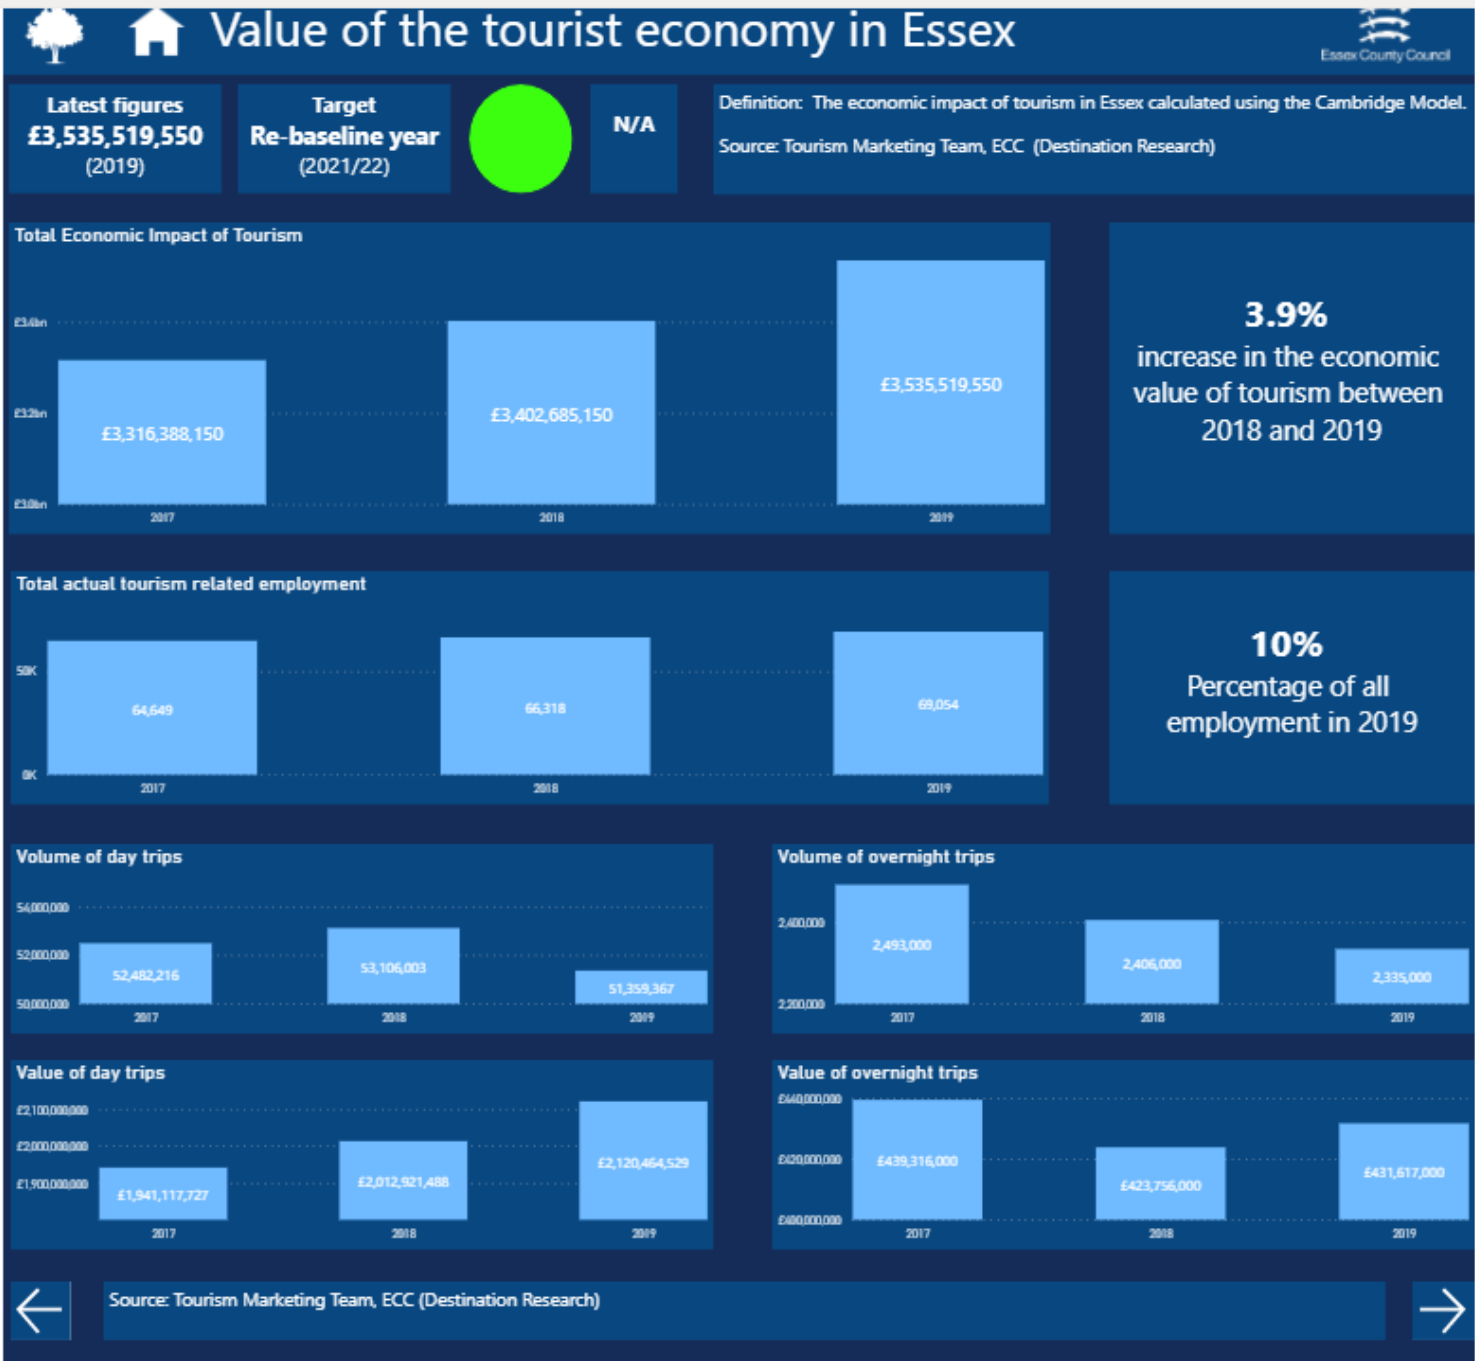 Value of the tourist economy in Essex
Essex County Council
Latest figures
£3,535,519,550
(2019)
Target
Re-baseline year
(2021/22)
N/A
Definition:  The economic impact of tourism in Essex calculated using the Cambridge Model.
Source: Tourism Marketing Team, ECC  (Destination Research)
Total Economic Impact of Tourism
£3.4bn
£3.2bn
£3.0bn
£3,316,388,150
£3,402,685,150
£3,535,519,550
2017
2018
2019
3.9%
increase in the economic
value of tourism between
2018 and 2019
Total actual tourism related employment
50K
0K
64,649
66,318
69,054
2017
2018
2019
10%
Percentage of all
employment in 2019
Volume of day trips
54,000,000
52,000,000
50,000,000
52,482,216
53,106,003
51,359,367
2017
2018
2019
Volume of overnight trips
2,400,000
2,200,000
2,493,000
2,406,000
2,335,000
2017
2018
2019
Value of day trips
£2,100,000,000
£2,000,000,000
£1,900,000,000
£1,941,117,727
£2,012,921,488
£2,120,464,529
2017
2018
2019
Value of overnight trips
£440,000,000
£420,000,000
£400,000,000
£439,316,000
£423,756,000
£431,617,000
2017
2018
2019
Source: Tourism Marketing Team, ECC (Destination Research)